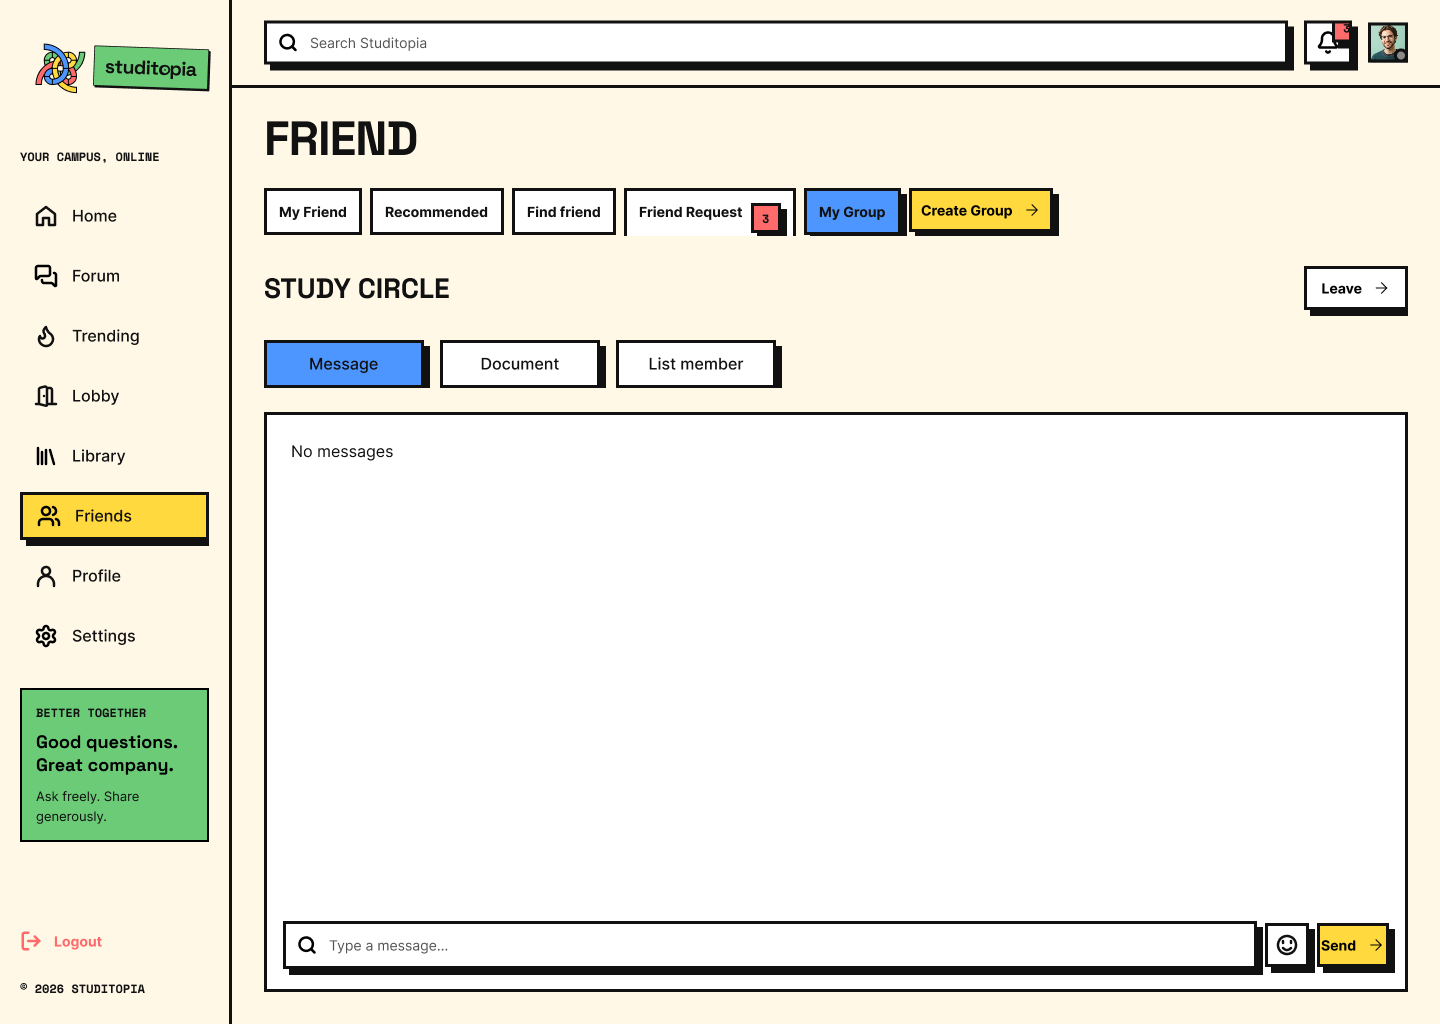 studitopia
Search Studitopia
3
YOUR CAMPUS, ONLINE
Home
Forum
Trending
Lobby
Library
Friends
Profile
Settings
BETTER TOGETHER
Good questions.
Great company.
Ask freely. Share
generously.
Logout
© 2026 STUDITOPIA
FRIEND
My Friend
Recommended
Find friend
Friend Request 3
My Group
Create Group
STUDY CIRCLE
Leave
Message
Document
List member
No messages
Type a message...
Send